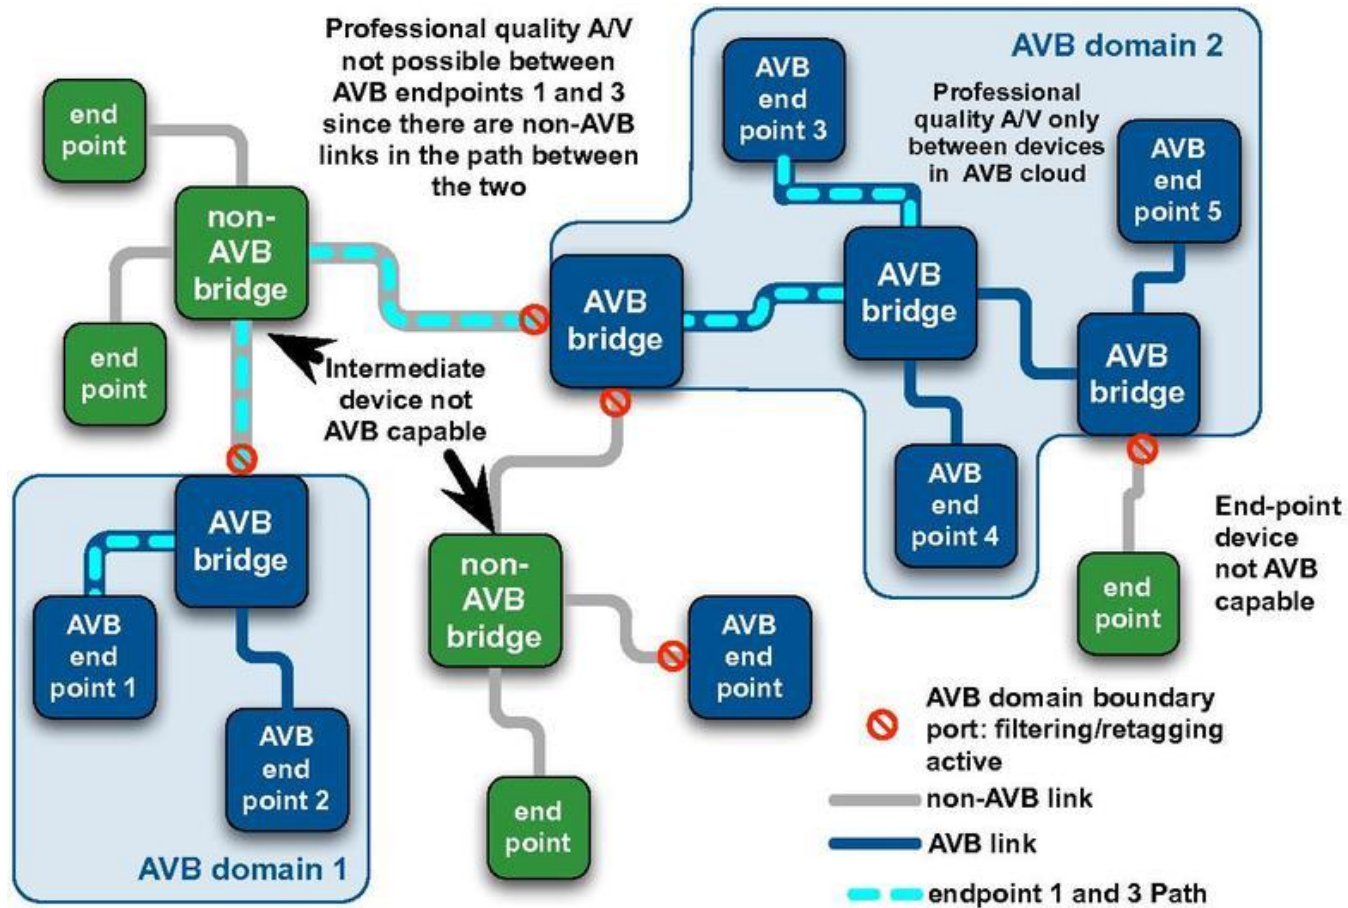 Professional quality A/V
not possible between
AVB endpoints 1 and 3
since there are non-AVB
links in the path between
the two
AVB domain 2
AVB
end
point 3
Professional
quality A/V only
between devices
in AVB cloud
AVB
end
point 5
end
point
non-
AVB
bridge
end
point
AVB
bridge
AVB
bridge
AVB
bridge
Intermediate
device not
AVB capable
AVB
end
point 4
End-point
device
not AVB
capable
end
point
AVB
bridge
AVB
end
point 1
AVB
end
point 2
AVB domain 1
non-
AVB
bridge
AVB
end
point
end
point
AVB domain boundary
port: filtering/retagging
active
non-AVB link
AVB link
endpoint 1 and 3 Path